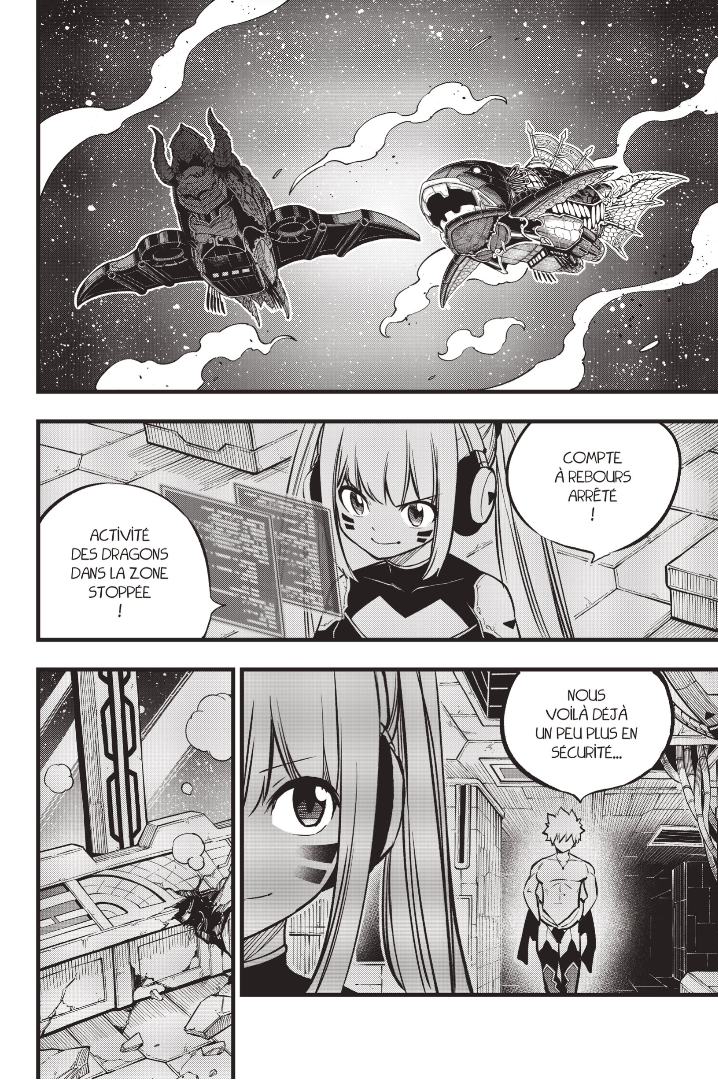 COMPTE
À REBOURS
ARRÊTÉ
!
ACTIVITÉ
DES DRAGONS
DANS LA ZONE
STOPPÉE
!
NOUS
VOILÀ DÉJÀ
UN PEU PLUS EN
SÉCURITÉ...